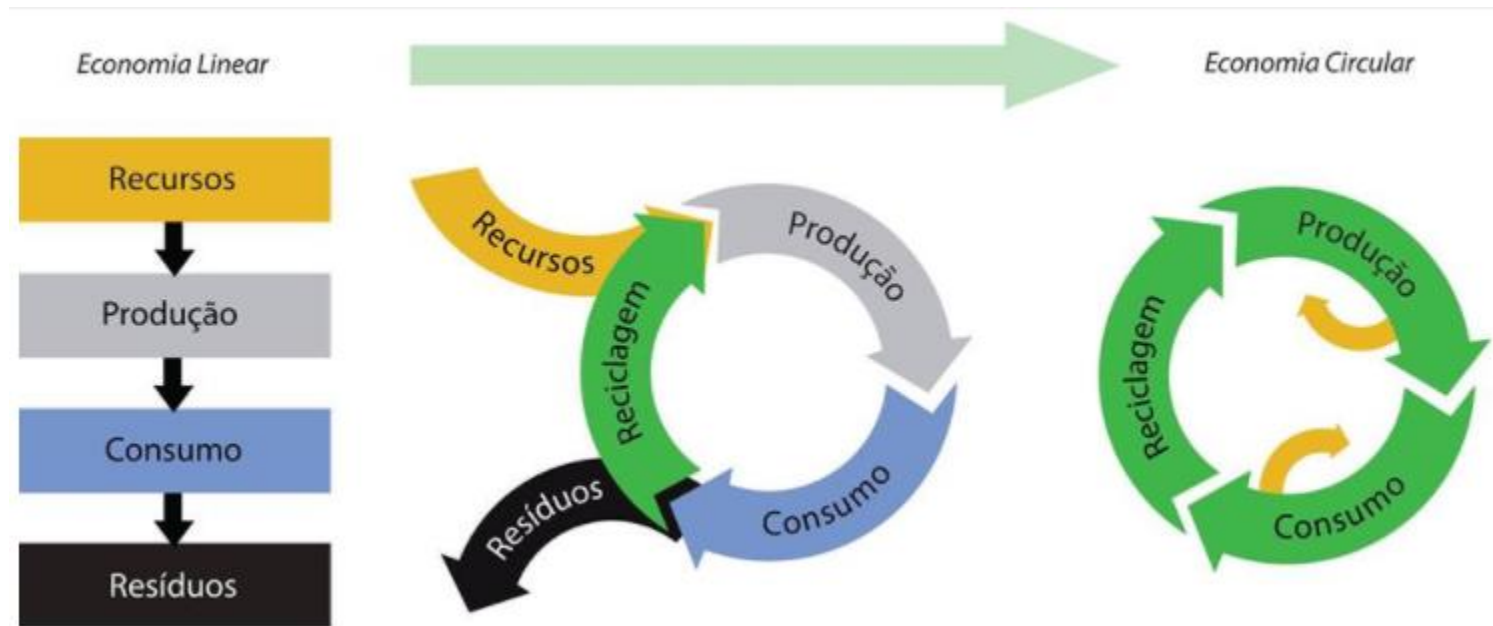 Economia Linear
Economia Circular
Recursos
Produção
Consumo
Resíduos
Recursos
Produção
Reciclagem
Consumo
Resíduos
Produção
Reciclagem
Consumo